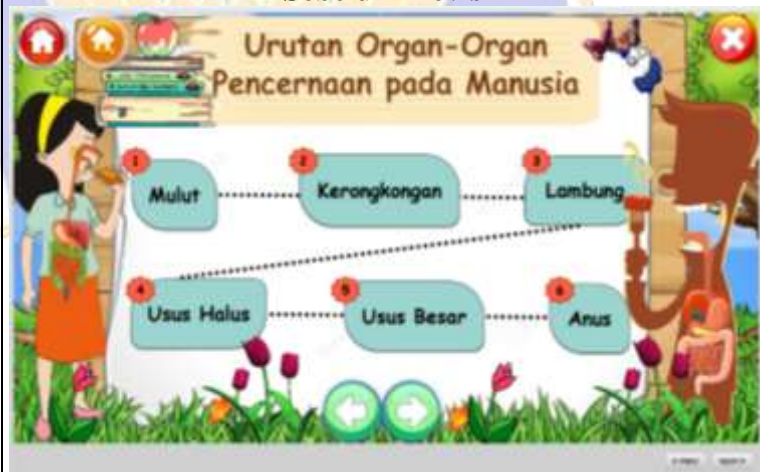 Urutan Organ-Organ
Pencernaan pada Manusia
1
Mulut
2
Kerongkongan
3
Lambung
4
Usus Halus
5
Usus Besar
6
Anus